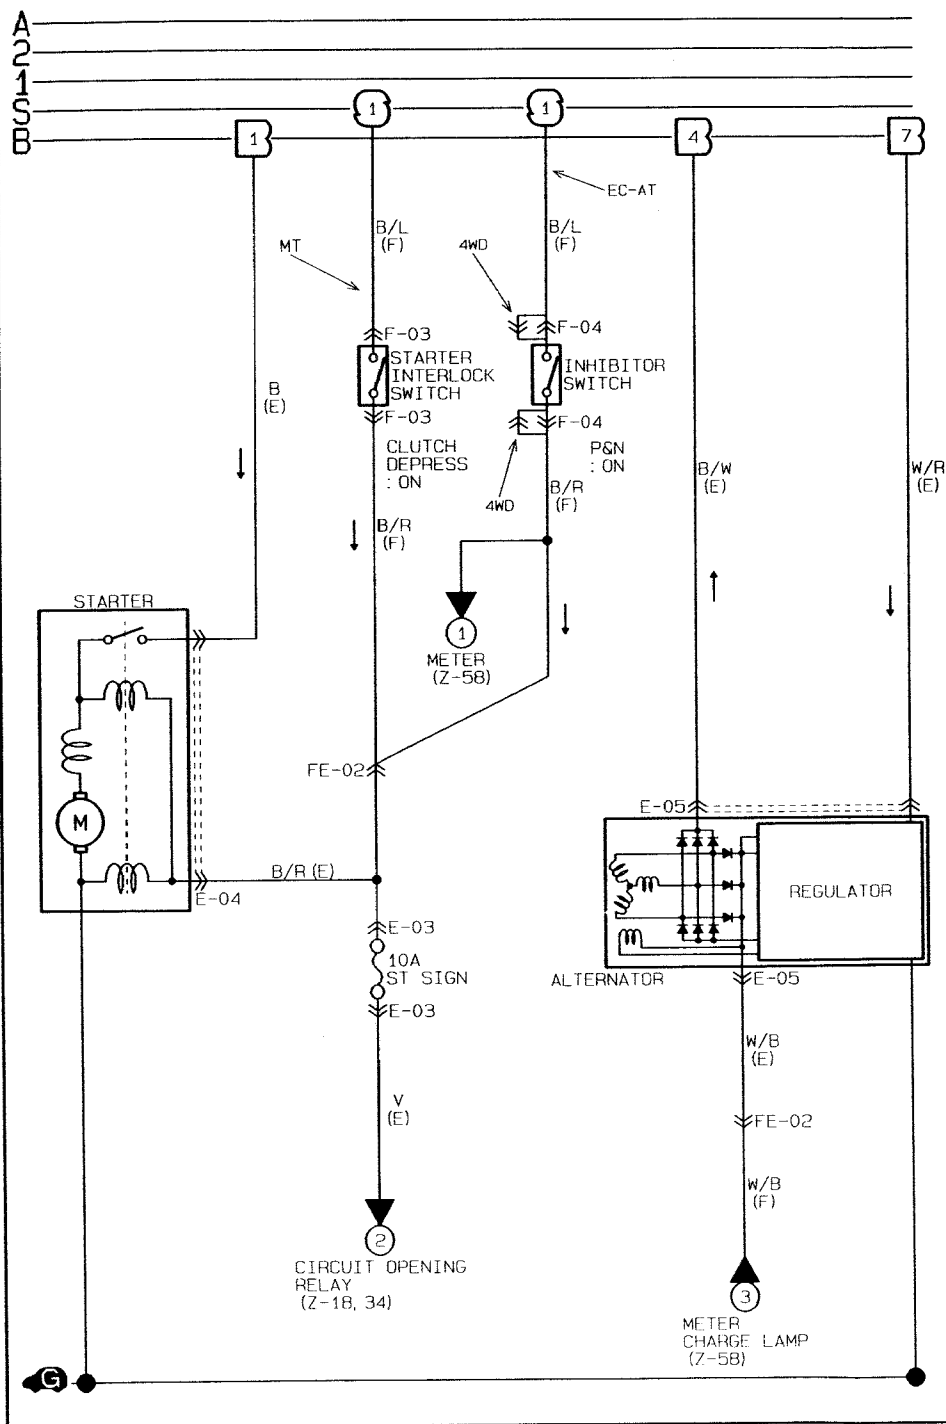 A
2
1
S
B
1
1
1
4
7
EC-AT
B/L
(F)
B/L
(F)
MT
4WD
F-03
F-04
STARTER
INTERLOCK
SWITCH
INHIBITOR
SWITCH
B
(E)
F-03
F-04
CLUTCH
DEPRESS
: ON
P&N
: ON
B/W
(E)
W/R
(E)
4WD
B/R
(F)
B/R
(F)
STARTER
1
METER
(Z-58)
FE-02
E-05
M
B/R (E)
E-04
REGULATOR
E-03
10A
ST SIGN
ALTERNATOR
E-05
E-03
W/B
(E)
V
(E)
FE-02
W/B
(F)
2
CIRCUIT OPENING
RELAY
(Z-18, 34)
3
METER
CHARGE LAMP
(Z-58)
G